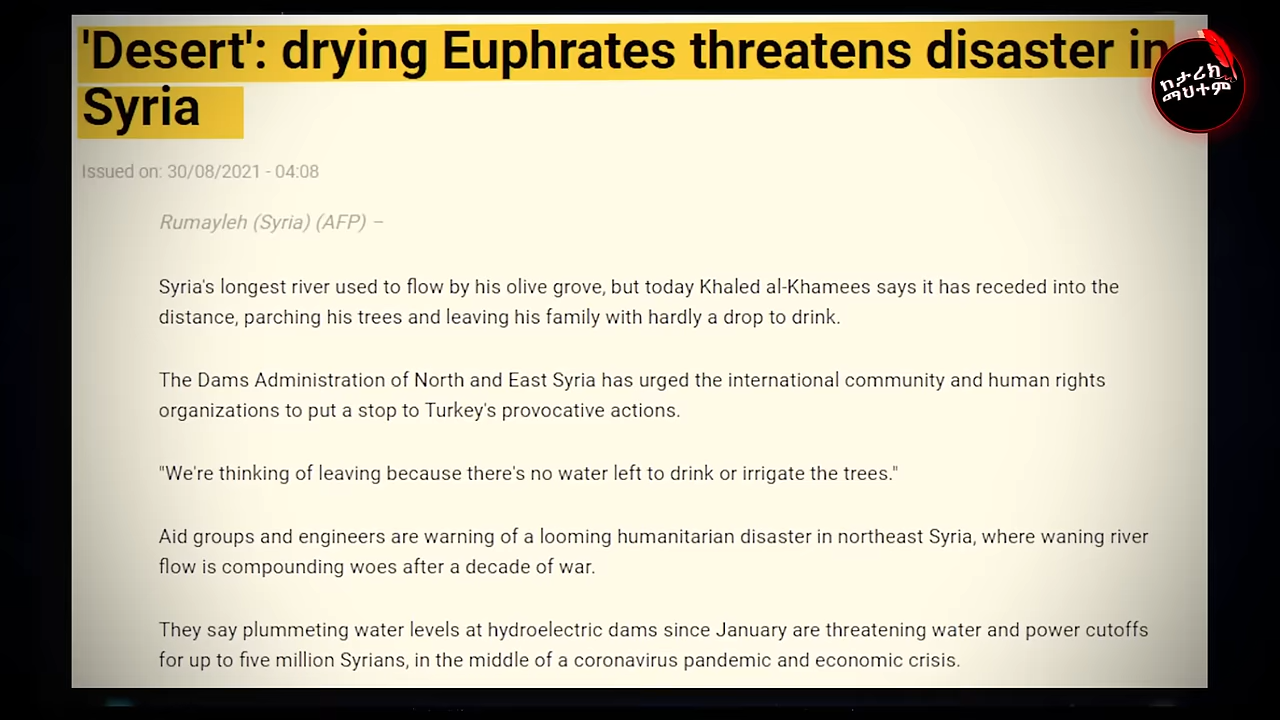 'Desert': drying Euphrates threatens disaster in
Syria
ከታሪክ
ማህተም
Issued on: 30/08/2021 - 04:08
Rumayleh (Syria) (AFP) –
Syria's longest river used to flow by his olive grove, but today Khaled al-Khamees says it has receded into the
distance, parching his trees and leaving his family with hardly a drop to drink.
The Dams Administration of North and East Syria has urged the international community and human rights
organizations to put a stop to Turkey's provocative actions.
"We're thinking of leaving because there's no water left to drink or irrigate the trees."
Aid groups and engineers are warning of a looming humanitarian disaster in northeast Syria, where waning river
flow is compounding woes after a decade of war.
They say plummeting water levels at hydroelectric dams since January are threatening water and power cutoffs
for up to five million Syrians, in the middle of a coronavirus pandemic and economic crisis.